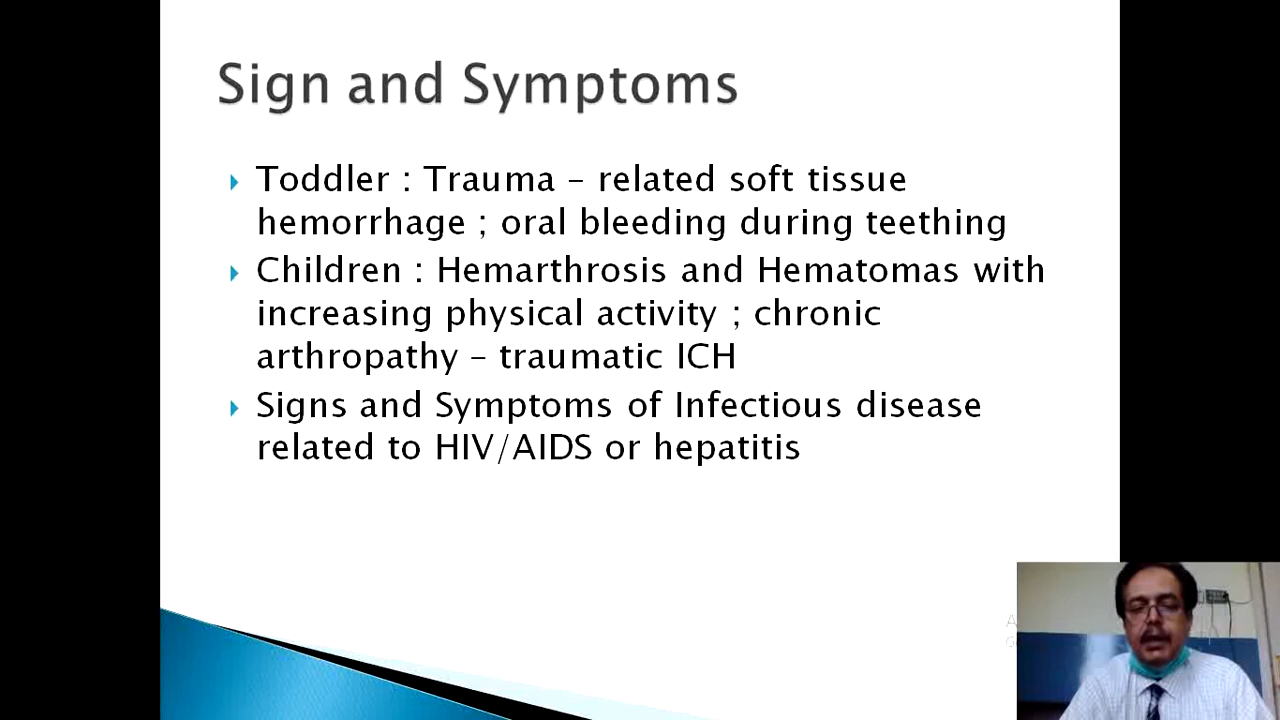 Sign and Symptoms
Toddler : Trauma – related soft tissue
hemorrhage ; oral bleeding during teething
Children : Hemarthrosis and Hematomas with
increasing physical activity ; chronic
arthropathy – traumatic ICH
Signs and Symptoms of Infectious disease
related to HIV/AIDS or hepatitis